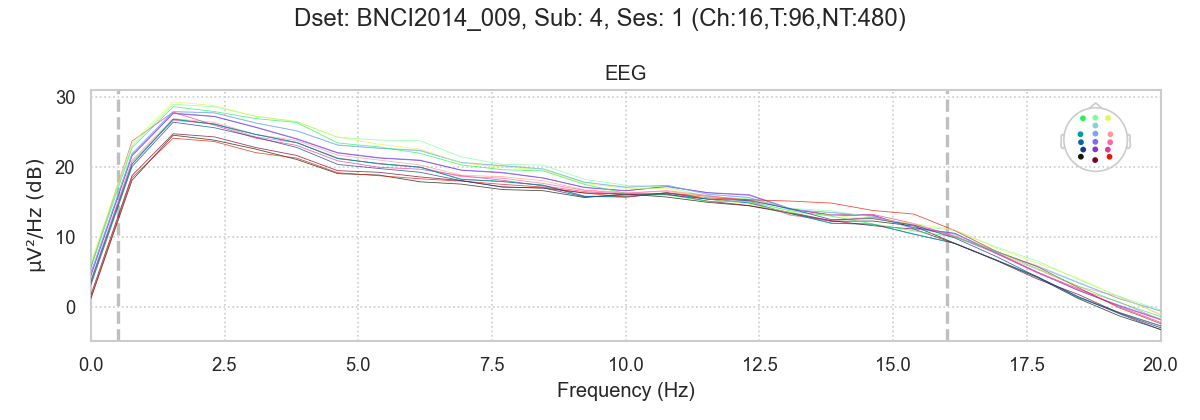 Dset: BNCI2014_009, Sub: 4, Ses: 1 (Ch:16,T:96,NT:480)
EEG
30
20
10
0
µV²/Hz (dB)
0.0 2.5 5.0 7.5 10.0 12.5 15.0 17.5 20.0
Frequency (Hz)